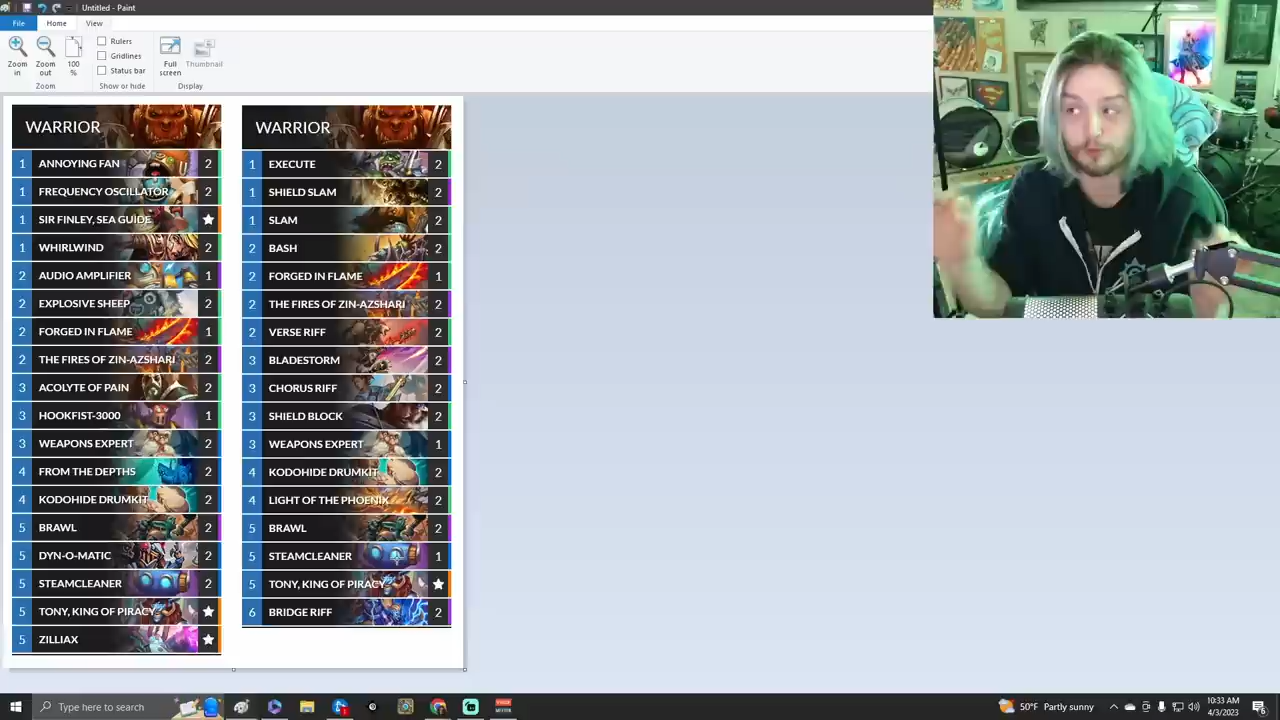 Untitled - Paint
File Home View
Zoom in
Zoom out
100 %
Rulers
Gridlines
Status bar
Full screen
Thumbnail
Zoom
Show or hide
Display
WARRIOR
1 ANNOYING FAN 2
1 FREQUENCY OSCILLATOR 2
1 SIR FINLEY, SEA GUIDE ★
1 WHIRLWIND 2
2 AUDIO AMPLIFIER 1
2 EXPLOSIVE SHEEP 2
2 FORGED IN FLAME 1
2 THE FIRES OF ZIN-AZSHARI 2
3 ACOLYTE OF PAIN 2
3 HOOKFIST-3000 1
3 WEAPONS EXPERT 2
4 FROM THE DEPTHS 2
4 KODOHIDE DRUMKIT 2
5 BRAWL 2
5 DYN-O-MATIC 2
5 STEAMCLEANER 2
5 TONY, KING OF PIRACY ★
5 ZILLIAX ★
WARRIOR
1 EXECUTE 2
1 SHIELD SLAM 2
1 SLAM 2
2 BASH 2
2 FORGED IN FLAME 1
2 THE FIRES OF ZIN-AZSHARI 2
2 VERSE RIFF 2
3 BLADESTORM 2
3 CHORUS RIFF 2
3 SHIELD BLOCK 2
3 WEAPONS EXPERT 1
4 KODOHIDE DRUMKIT 2
4 LIGHT OF THE PHOENIX 2
5 BRAWL 2
5 STEAMCLEANER 1
5 TONY, KING OF PIRACY ★
6 BRIDGE RIFF 2
Type here to search
50°F Partly sunny
10:33 AM
4/3/2023